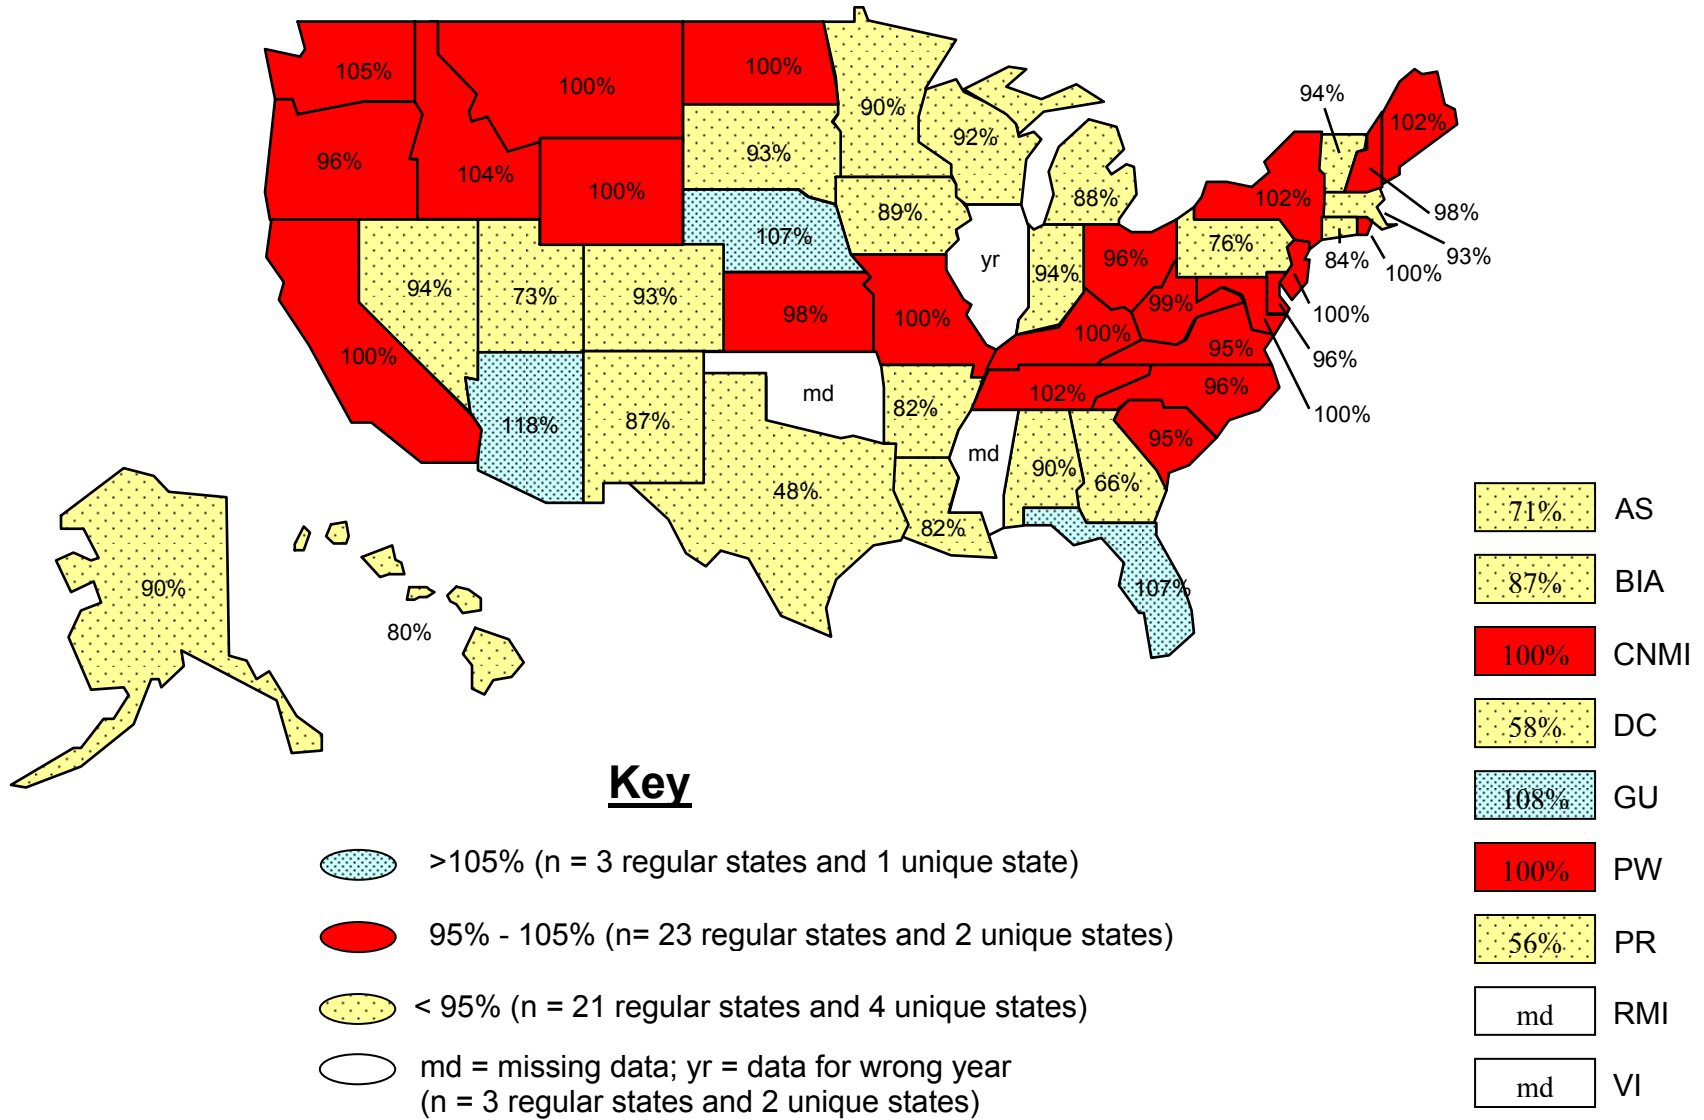 105%
100%
100%
90%
94%
102%
96%
104%
100%
93%
92%
88%
102%
98%
93%
100%
84%
89%
107%
yr
94%
96%
76%
94%
73%
93%
98%
100%
99%
100%
100%
95%
96%
100%
100%
118%
87%
md
82%
102%
96%
95%
md
90%
66%
48%
82%
107%
90%
80%
71% AS
87% BIA
100% CNMI
58% DC
108% GU
100% PW
56% PR
md RMI
md VI
Key
>105% (n = 3 regular states and 1 unique state)
95% - 105% (n= 23 regular states and 2 unique states)
< 95% (n = 21 regular states and 4 unique states)
md = missing data; yr = data for wrong year
(n = 3 regular states and 2 unique states)